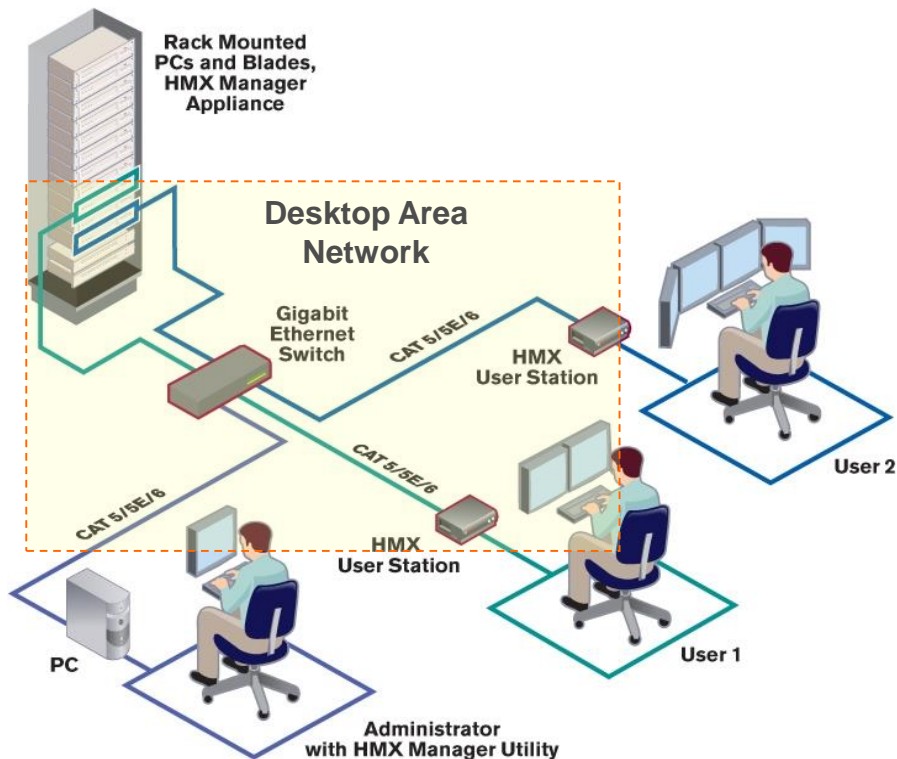 Rack Mounted
PCs and Blades,
HMX Manager
Appliance
Desktop Area
Network
Gigabit
Ethernet
Switch
CAT 5/5E/6
HMX
User Station
User 2
CAT 5/5E/6
CAT 5/5E/6
HMX
User Station
User 1
PC
Administrator
with HMX Manager Utility